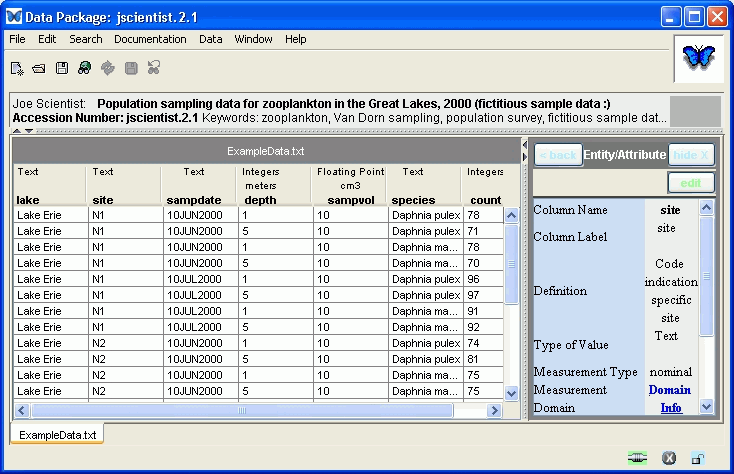 Data Package: jscientist.2.1
File Edit Search Documentation Data Window Help
Joe Scientist: Population sampling data for zooplankton in the Great Lakes, 2000 (fictitious sample data :)
Accession Number: jscientist.2.1 Keywords: zooplankton, Van Dorn sampling, population survey, fictitious sample dat...
ExampleData.txt
Text Text Text Integers Floating Point Text Integers
meters cm3
lake site sampdate depth sampvol species count
Lake Erie N1 10JUN2000 1 10 Daphnia pulex 78
Lake Erie N1 10JUN2000 5 10 Daphnia pulex 71
Lake Erie N1 10JUN2000 1 10 Daphnia ma... 78
Lake Erie N1 10JUN2000 5 10 Daphnia ma... 70
Lake Erie N1 10JUL2000 1 10 Daphnia pulex 96
Lake Erie N1 10JUL2000 5 10 Daphnia pulex 97
Lake Erie N1 10JUL2000 1 10 Daphnia ma... 91
Lake Erie N1 10JUL2000 5 10 Daphnia ma... 92
Lake Erie N2 10JUN2000 1 10 Daphnia pulex 74
Lake Erie N2 10JUN2000 5 10 Daphnia pulex 81
Lake Erie N2 10JUN2000 1 10 Daphnia ma... 75
Lake Erie N2 10JUN2000 5 10 Daphnia ma... 75
< back Entity/Attribute hide X
edit
Column Name site
Column Label site
Definition Code
indication
specific
site
Type of Value Text
Measurement Type nominal
Measurement Domain
Domain Info
ExampleData.txt